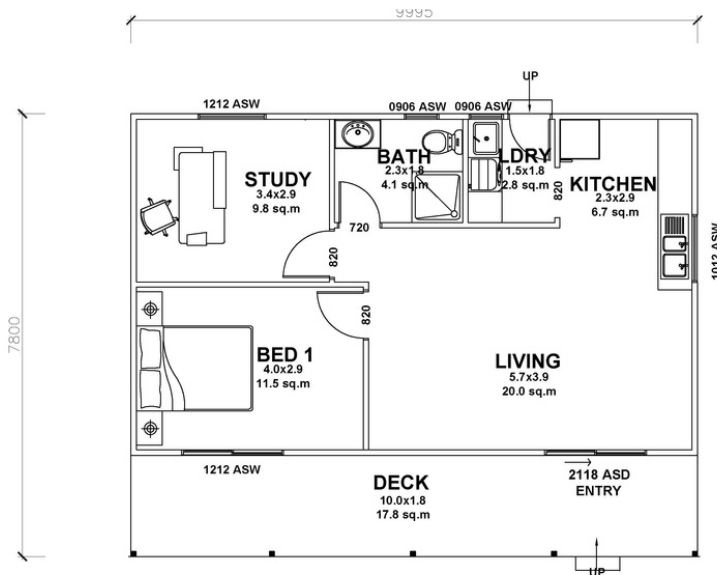 9995
UP
1212 ASW
0906 ASW
0906 ASW
BATH
2.3x1.8
4.1 sq.m
LDRY
1.5x1.8
2.8 sq.m
STUDY
3.4x2.9
9.8 sq.m
KITCHEN
2.3x2.9
6.7 sq.m
820
720
820
1012 ASW
7800
820
BED 1
4.0x2.9
11.5 sq.m
LIVING
5.7x3.9
20.0 sq.m
1212 ASW
2118 ASD
ENTRY
DECK
10.0x1.8
17.8 sq.m
UP